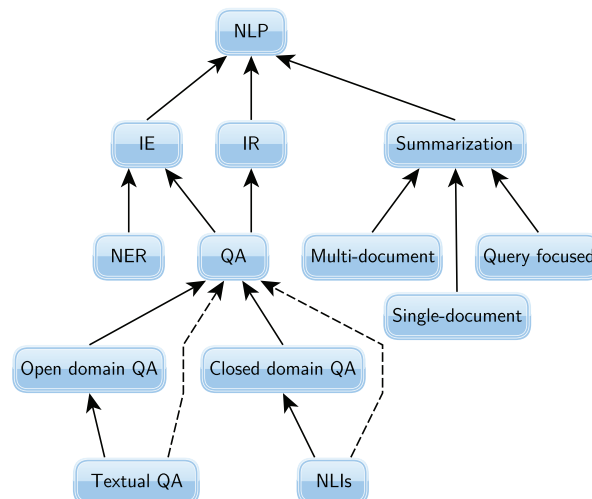 NLP
IE
IR
Summarization
NER
QA
Multi-document
Query focused
Single-document
Open domain QA
Closed domain QA
Textual QA
NLIs